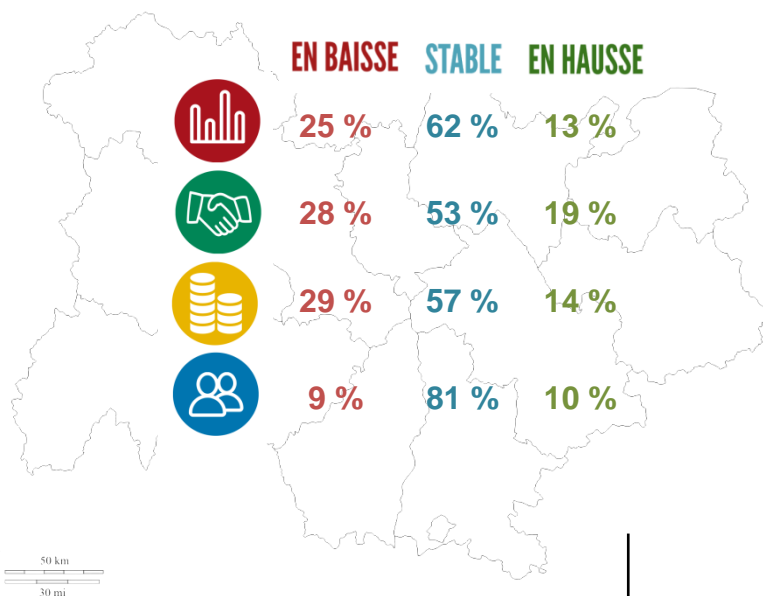 EN BAISSE STABLE EN HAUSSE
25 % 62 % 13 %
28 % 53 % 19 %
29 % 57 % 14 %
9 % 81 % 10 %
50 km
30 mi